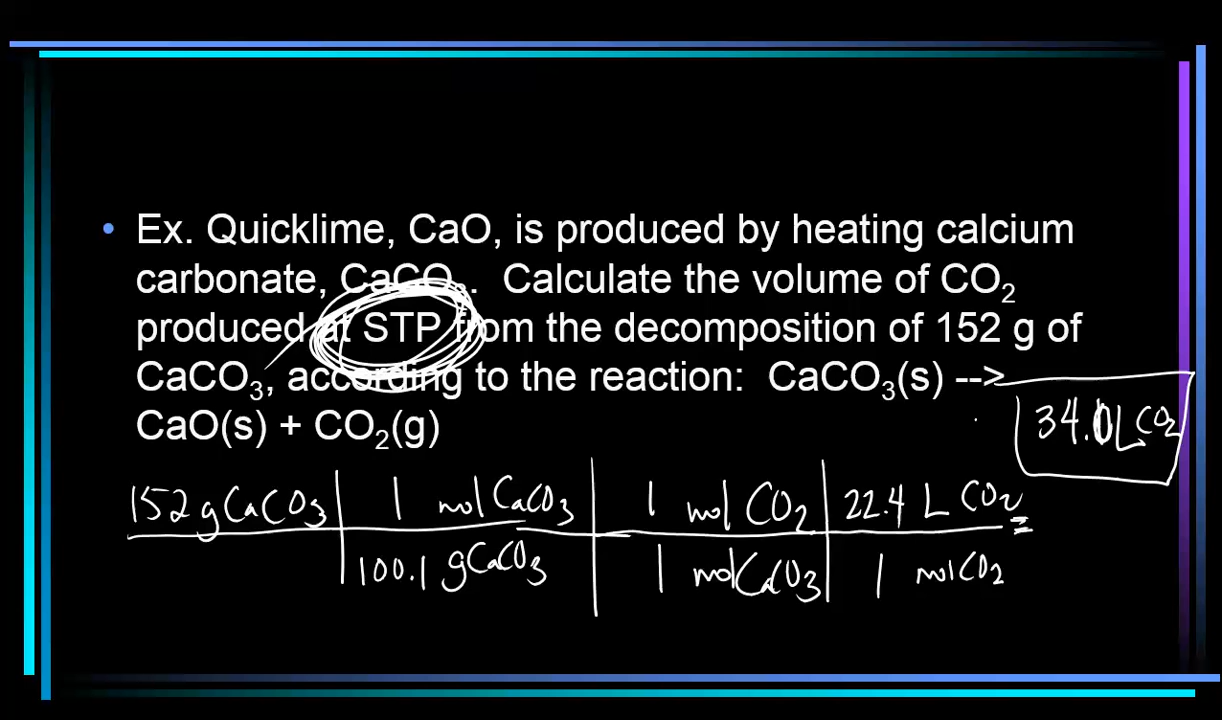 • Ex. Quicklime, CaO, is produced by heating calcium
carbonate, CaCO₃. Calculate the volume of CO₂
produced at STP from the decomposition of 152 g of
CaCO₃, according to the reaction: CaCO₃(s) -->
CaO(s) + CO₂(g)
34.0L CO₂
152 g CaCO₃ | 1 mol CaCO₃ | 1 mol CO₂ | 22.4 L CO₂ =
100.1 g CaCO₃ | 1 mol CaCO₃ | 1 mol CO₂